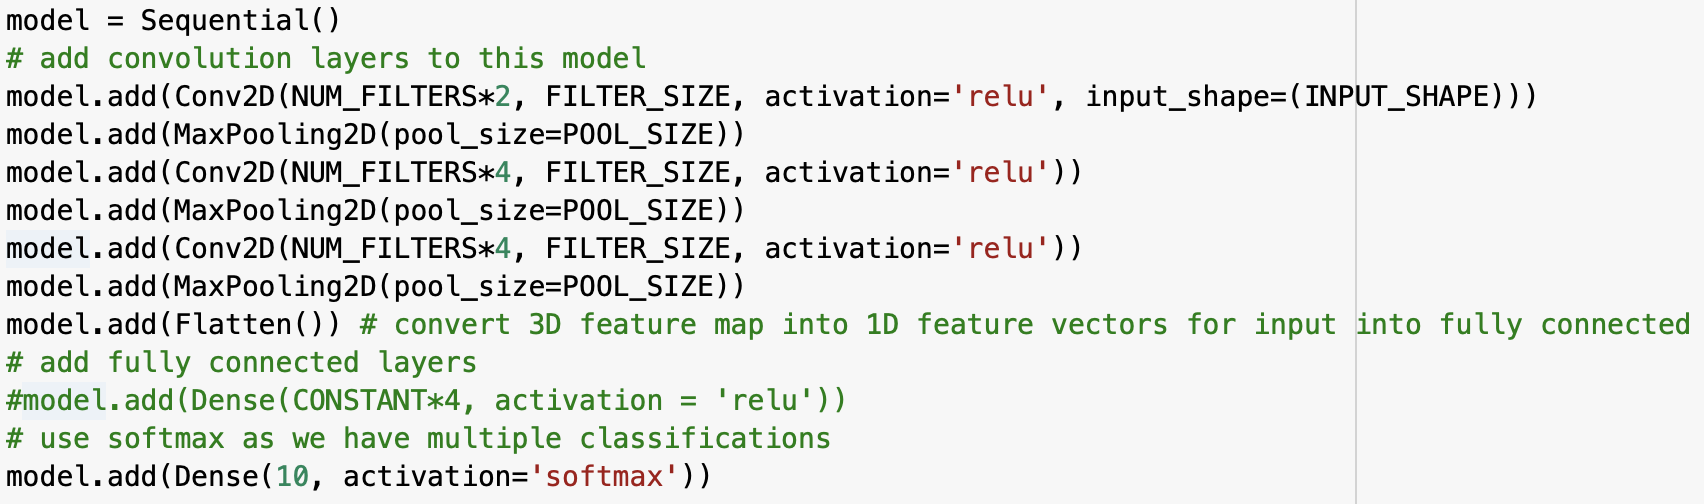 model = Sequential()
# add convolution layers to this model
model.add(Conv2D(NUM_FILTERS*2, FILTER_SIZE, activation='relu', input_shape=(INPUT_SHAPE)))
model.add(MaxPooling2D(pool_size=POOL_SIZE))
model.add(Conv2D(NUM_FILTERS*4, FILTER_SIZE, activation='relu'))
model.add(MaxPooling2D(pool_size=POOL_SIZE))
model.add(Conv2D(NUM_FILTERS*4, FILTER_SIZE, activation='relu'))
model.add(MaxPooling2D(pool_size=POOL_SIZE))
model.add(Flatten()) # convert 3D feature map into 1D feature vectors for input into fully connected
# add fully connected layers
#model.add(Dense(CONSTANT*4, activation = 'relu'))
# use softmax as we have multiple classifications
model.add(Dense(10, activation='softmax'))